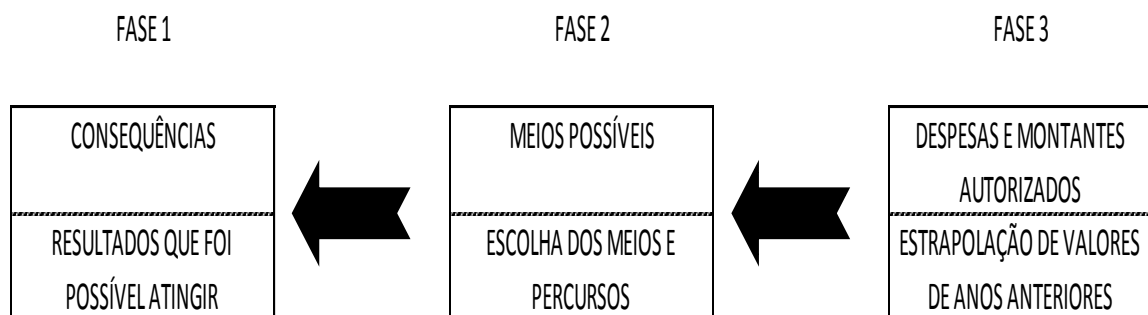 FASE 1
FASE 2
FASE 3
CONSEQUÊNCIAS
RESULTADOS QUE FOI
POSSÍVEL ATINGIR
MEIOS POSSÍVEIS
ESCOLHA DOS MEIOS E
PERCURSOS
DESPESAS E MONTANTES
AUTORIZADOS
ESTRAPOLAÇÃO DE VALORES
DE ANOS ANTERIORES